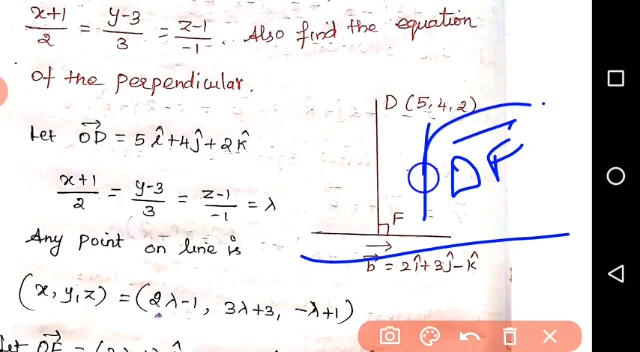 x+1/2 = y-3/3 = z-1/-1 . Also find the equation
of the perpendicular.
D (5, 4, 2)
Let OD⃗ = 5î+4ĵ+2k̂
DF
x+1/2 = y-3/3 = z-1/-1 = λ
F
Any point on line is
b⃗ = 2î+3ĵ-k̂
(x,y,z) = (2λ-1, 3λ+3, -λ+1)